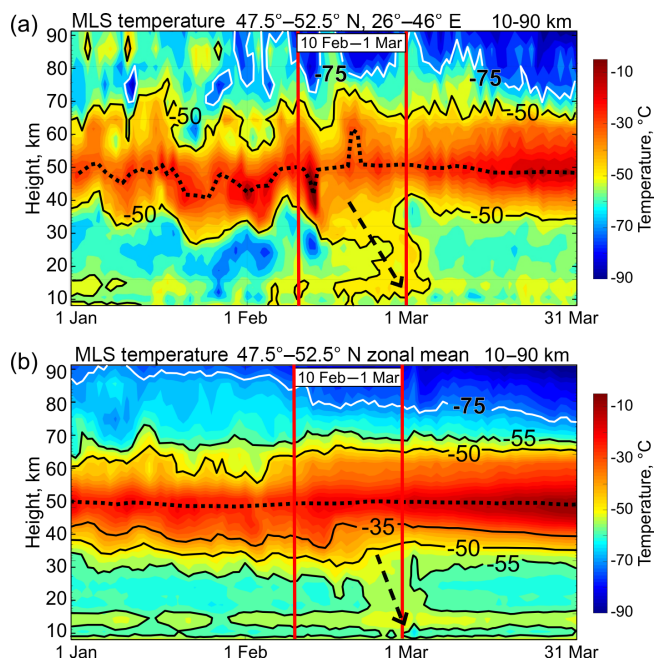 (a) MLS temperature 47.5°–52.5° N, 26°–46° E 10-90 km
10 Feb–1 Mar
90
80
70
60
50
40
30
20
10
Height, km
-75
-75
-50
-50
-50
-50
1 Jan
1 Feb
1 Mar
31 Mar
-10
-30
-50
-70
-90
Temperature, °C
(b) MLS temperature 47.5°–52.5° N zonal mean 10–90 km
10 Feb–1 Mar
90
80
70
60
50
40
30
20
10
Height, km
-75
-55
-50
-35
-50
-55
1 Jan
1 Feb
1 Mar
31 Mar
-10
-30
-50
-70
-90
Temperature, °C